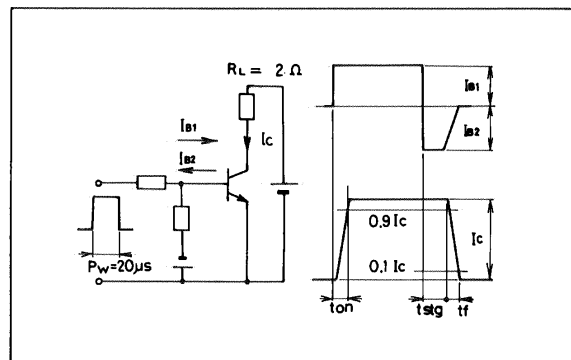 RL = 2 Ω
IB1
IB2
Ic
PW=20μs
IB1
IB2
0.9 Ic
0.1 Ic
Ic
ton
tstg
tf